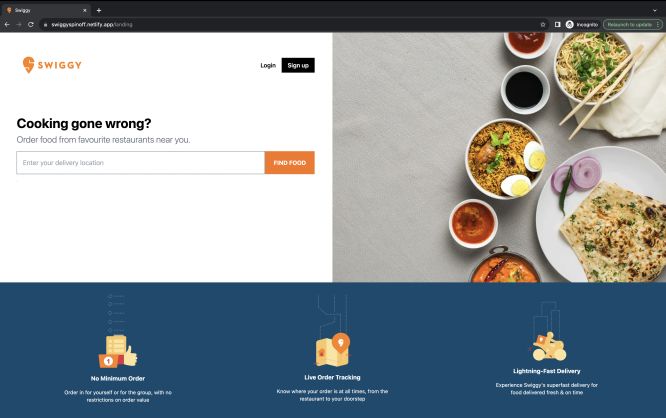 Swiggy
swiggyspinoff.netlify.app/landing
Incognito
Relaunch to update
SWIGGY
Login
Sign up
Cooking gone wrong?
Order food from favourite restaurants near you.
Enter your delivery location
FIND FOOD
1
No Minimum Order
Order in for yourself or for the group, with no
restrictions on order value
Live Order Tracking
Know where your order is at all times, from the
restaurant to your doorstep
Lightning-Fast Delivery
Experience Swiggy's superfast delivery for
food delivered fresh & on time